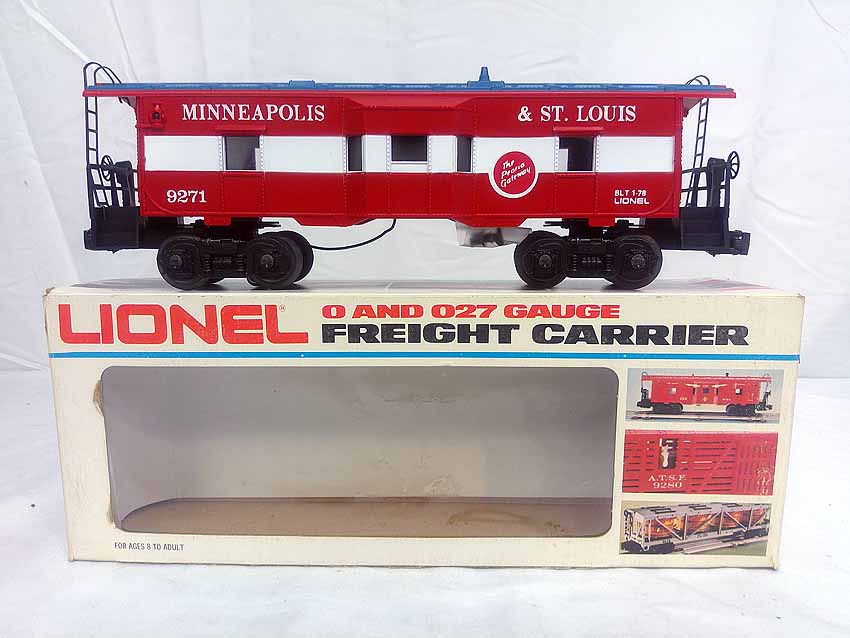 MINNEAPOLIS & ST. LOUIS
The
Peoria
Gateway
9271
BLT 1-78
LIONEL
LIONEL® O AND O27 GAUGE
FREIGHT CARRIER
A.T.S.F.
9280
FOR AGES 8 TO ADULT